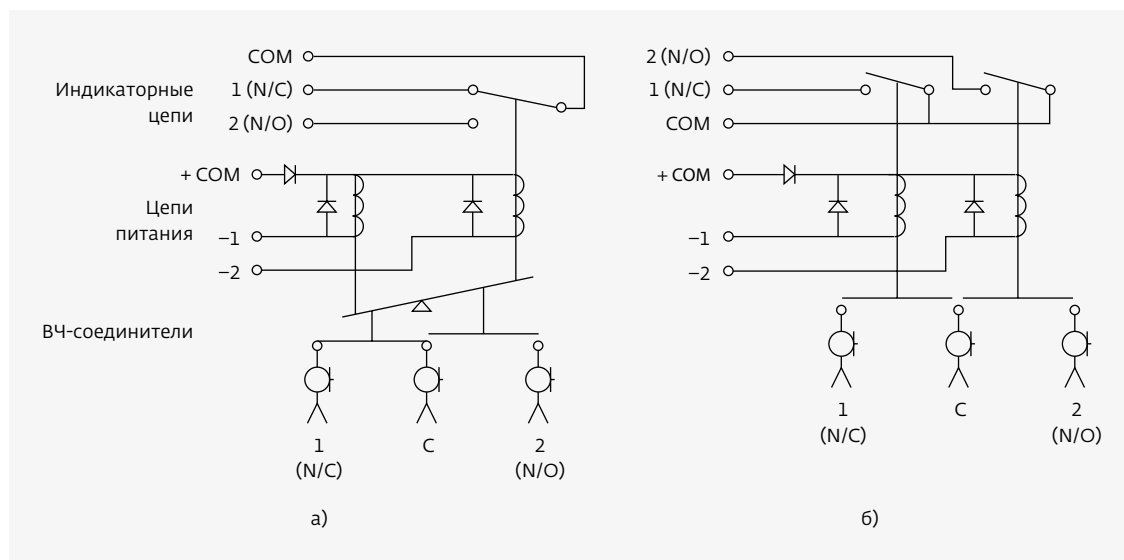 COM
1 (N/C)
2 (N/O)
Индикаторные
цепи
+ COM
Цепи
питания
–1
–2
ВЧ-соединители
1
(N/C)
C
2
(N/O)
а)
2 (N/O)
1 (N/C)
COM
+ COM
–1
–2
1
(N/C)
C
2
(N/O)
б)